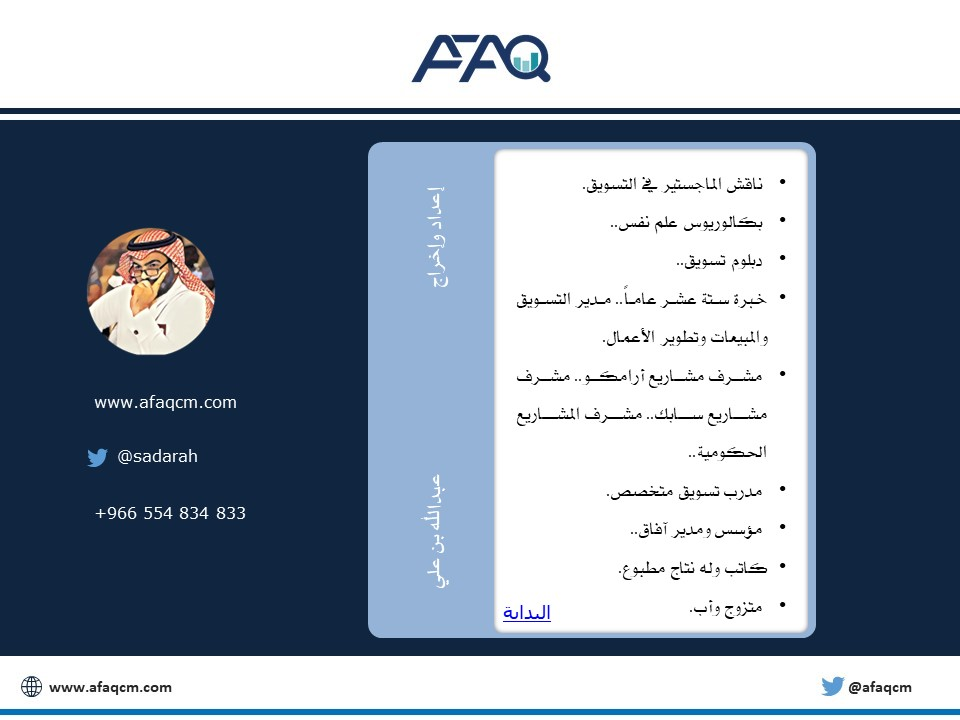 AFAQ
إعداد وإخراج
عبدالله بن علي
• ناقش الماجستير في التسويق.
• بكالوريوس علم نفس..
• دبلوم تسويق..
• خبرة ستة عشر عاماً.. مدير التسويق
والمبيعات وتطوير الأعمال.
• مشرف مشاريع أرامكو.. مشرف
مشاريع سابك.. مشرف المشاريع
الحكومية..
• مدرب تسويق متخصص.
• مؤسس ومدير آفاق..
• كاتب وله نتاج مطبوع.
• متزوج وأب.
البداية
www.afaqcm.com
@sadarah
+966 554 834 833
www.afaqcm.com
@afaqcm